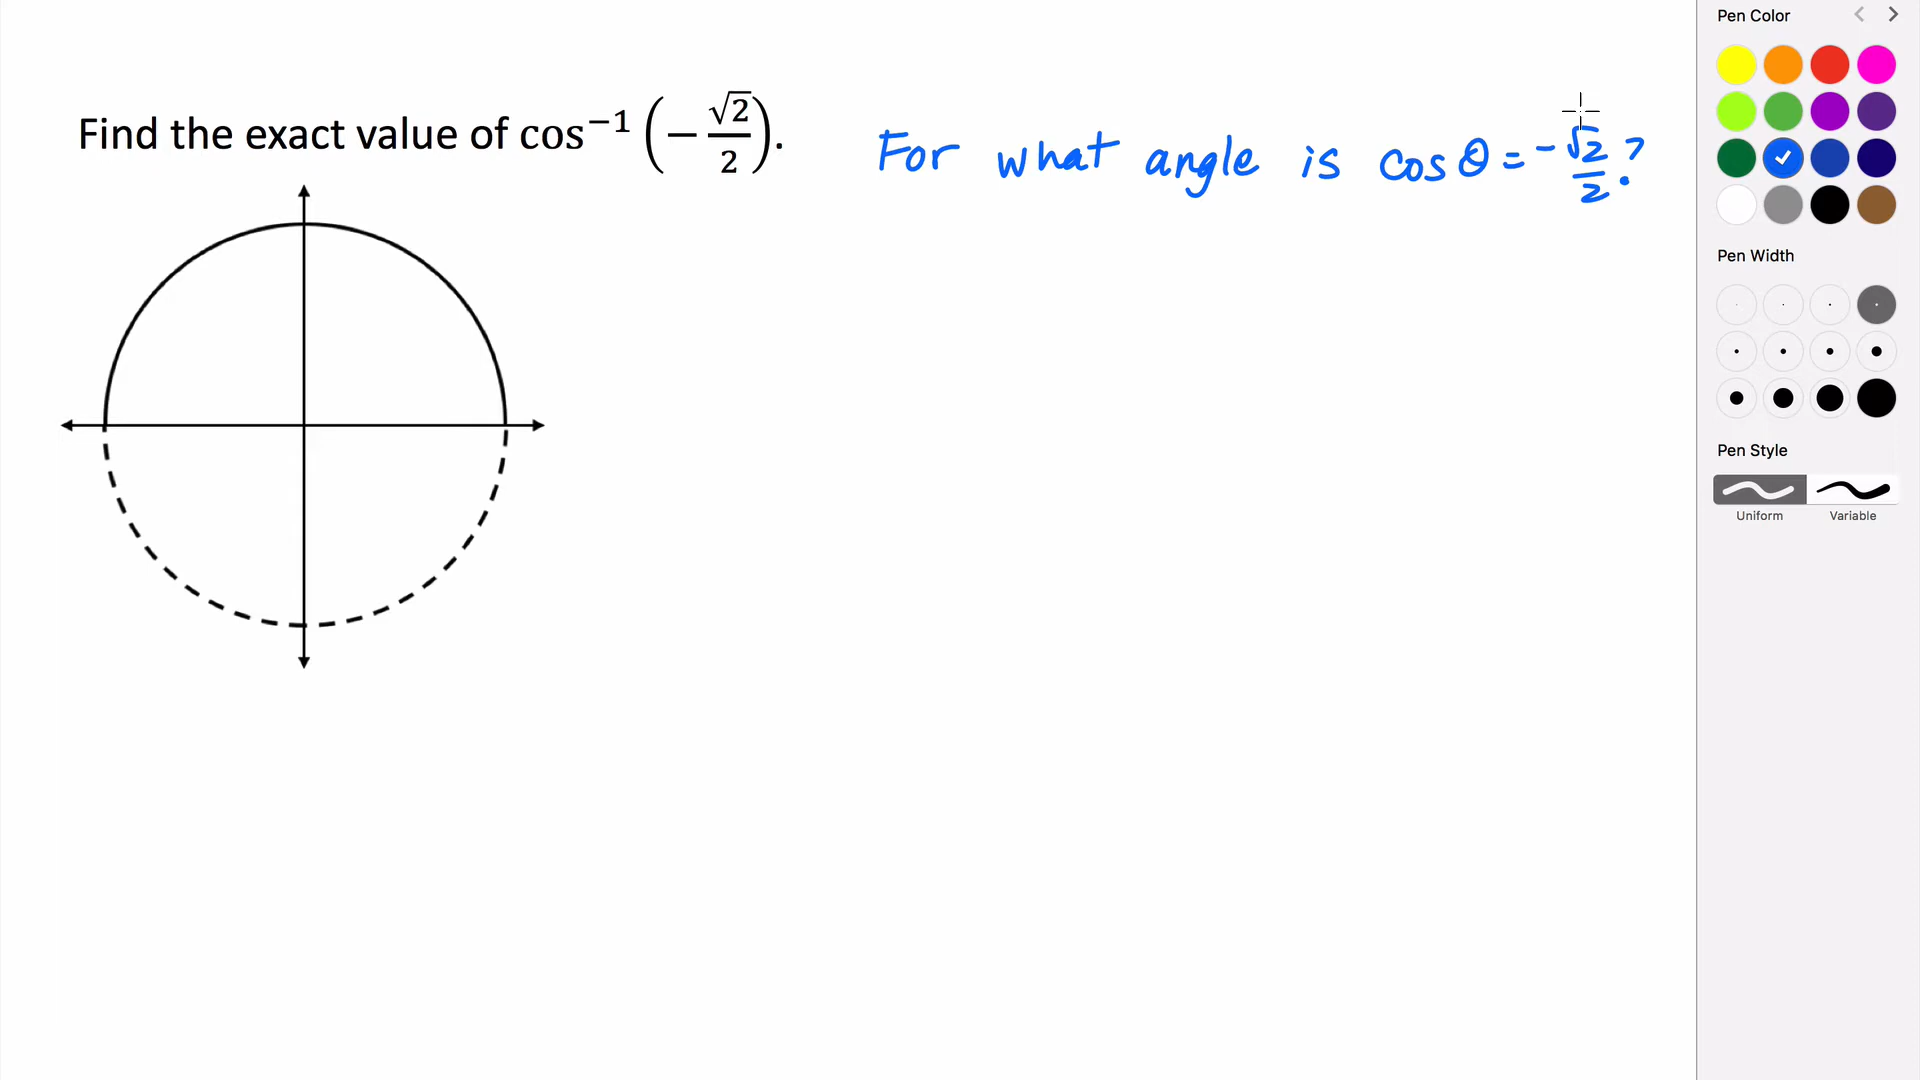 Find the exact value of cos⁻¹(−√2/2).
For what angle is cos θ = -√2/2?
Pen Color
Pen Width
Pen Style
Uniform
Variable